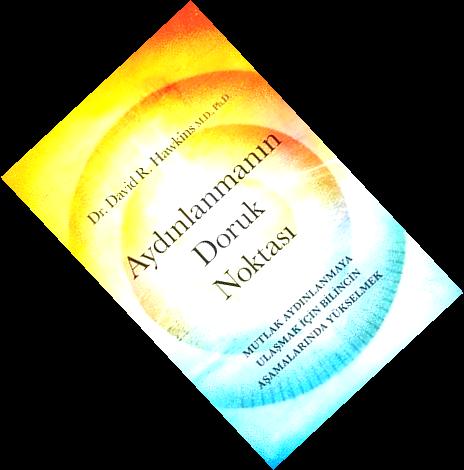 Dr. David R. Hawkins M.D. Ph.D.
Aydınlanmanın
Doruk
Noktası
MUTLAK AYDINLANMAYA
ULAŞMAK İÇİN BİLİNCİN
AŞAMALARINDA YÜKSELMEK